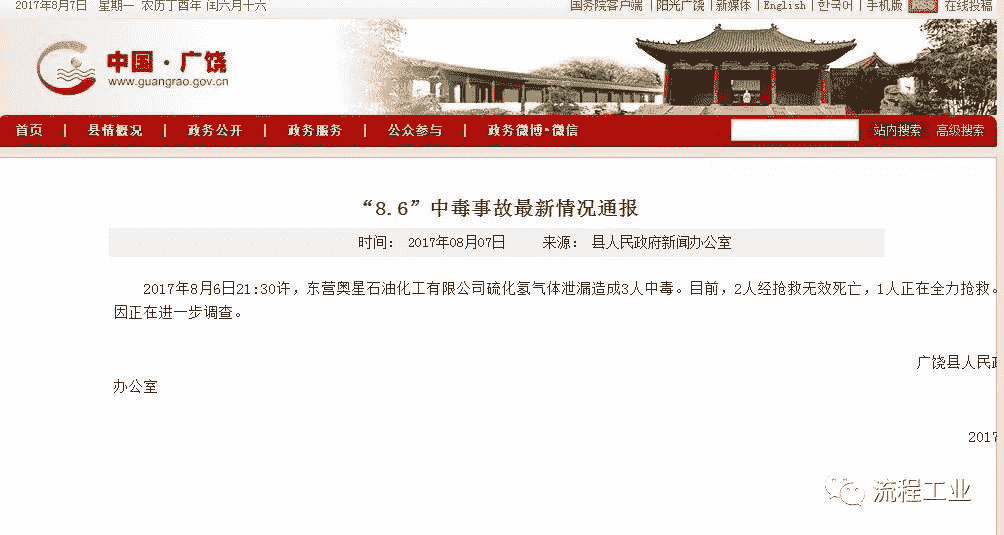 2017年8月7日 星期一 农历丁酉年 闰六月十六
国务院客户端 | 阳光广饶 | 新媒体 | English | 한국어 | 手机版 在线投稿
中国·广饶
www.guangrao.gov.cn
首页 | 县情概况 | 政务公开 | 政务服务 | 公众参与 | 政务微博·微信 站内搜索 高级搜索
“8.6”中毒事故最新情况通报
时间： 2017年08月07日 来源： 县人民政府新闻办公室
2017年8月6日21:30许，东营奥星石油化工有限公司硫化氢气体泄漏造成3人中毒。目前，2人经抢救无效死亡，1人正在全力抢救。
因正在进一步调查。
广饶县人民政
办公室
2017
流程工业